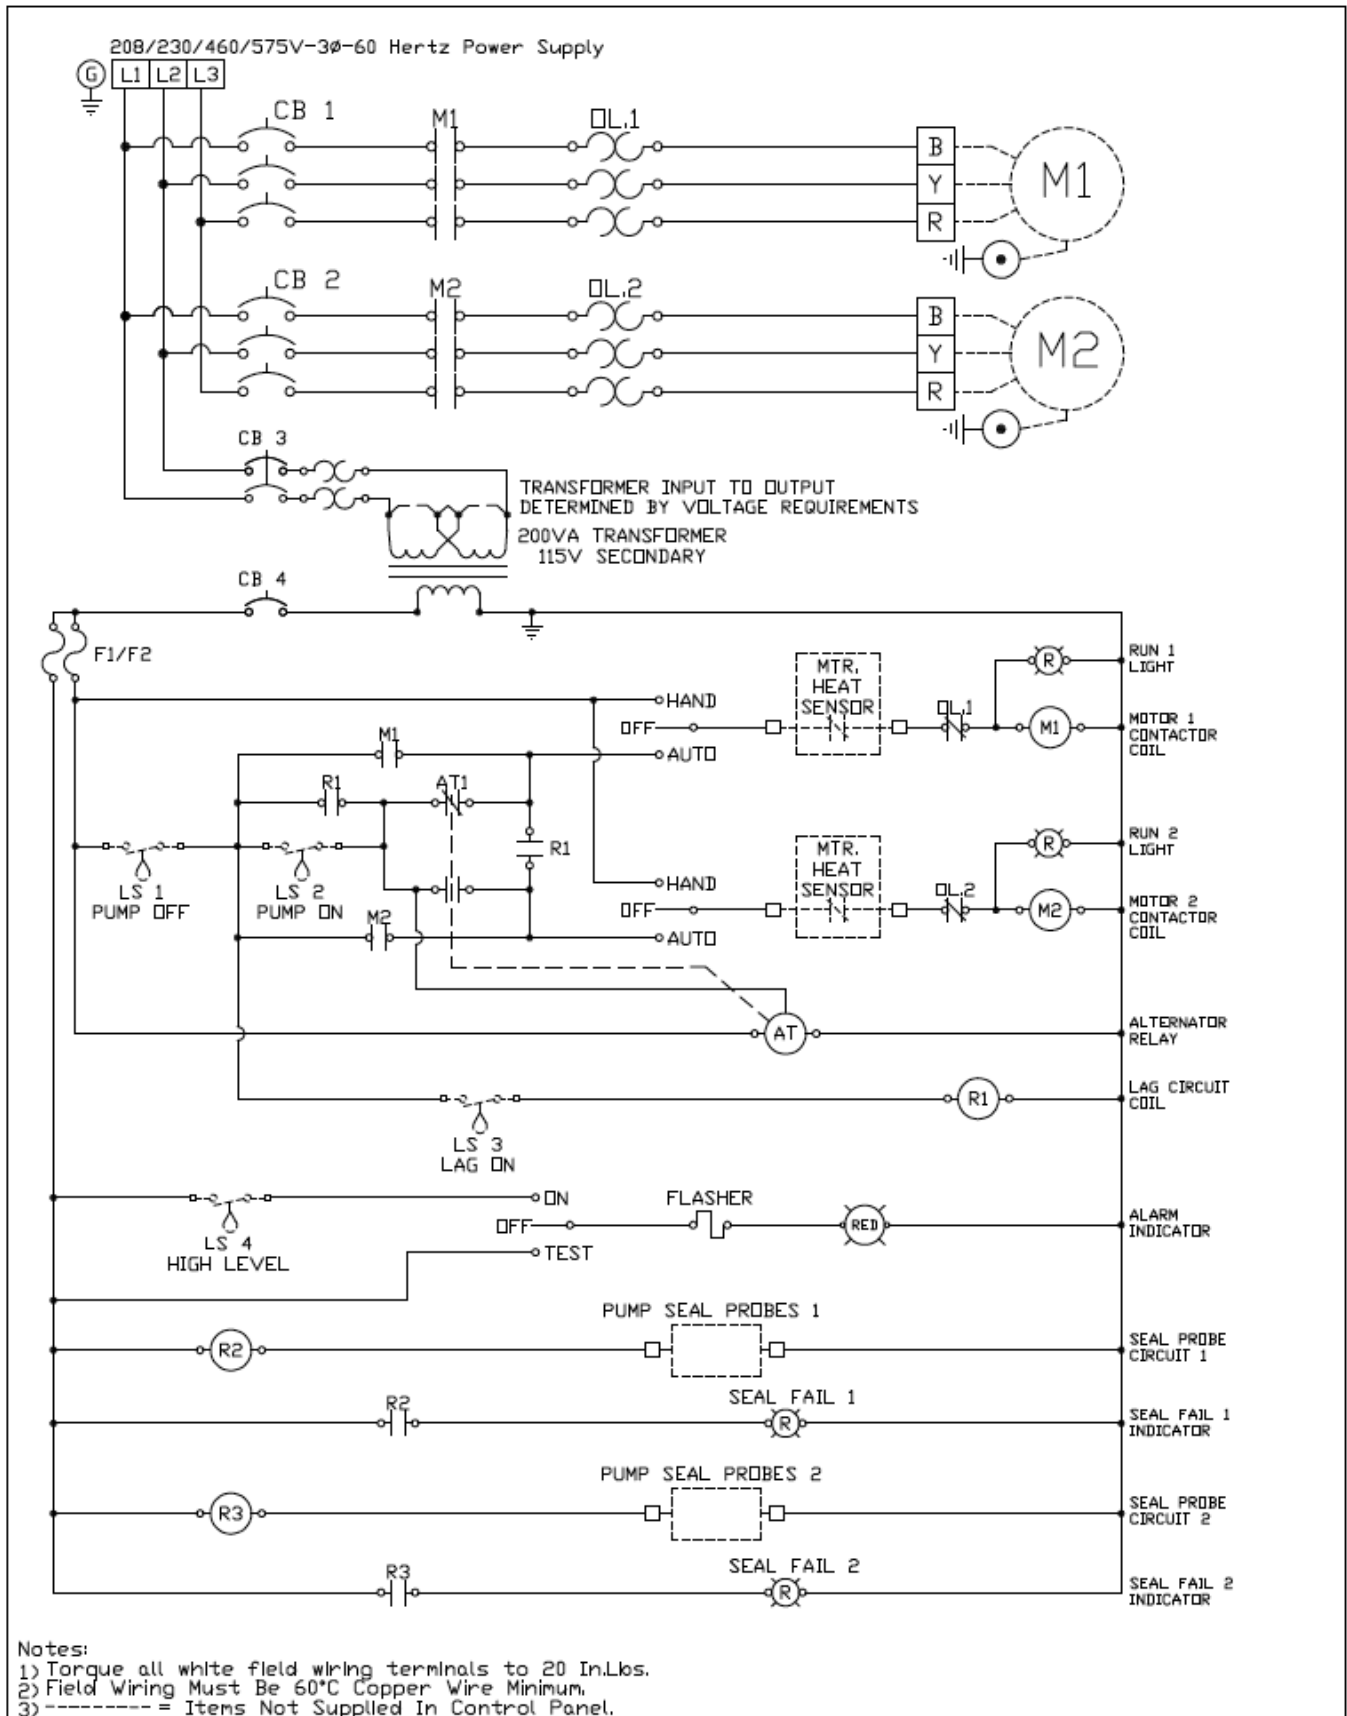 208/230/460/575V-3ø-60 Hertz Power Supply
G L1 L2 L3
CB 1
M1
OL.1
B
Y
R
M1
CB 2
M2
OL.2
B
Y
R
M2
CB 3
TRANSFORMER INPUT TO OUTPUT
DETERMINED BY VOLTAGE REQUIREMENTS
200VA TRANSFORMER
115V SECONDARY
CB 4
F1/F2
MTR.
HEAT
SENSOR
R
RUN 1
LIGHT
HAND
OFF
AUTO
OL.1
M1
MOTOR 1
CONTACTOR
COIL
M1
R1
AT1
R1
LS 1
PUMP OFF
LS 2
PUMP ON
MTR.
HEAT
SENSOR
R
RUN 2
LIGHT
HAND
OFF
AUTO
OL.2
M2
MOTOR 2
CONTACTOR
COIL
M2
AT
ALTERNATOR
RELAY
LS 3
LAG ON
R1
LAG CIRCUIT
COIL
LS 4
HIGH LEVEL
ON
OFF
TEST
FLASHER
RED
ALARM
INDICATOR
PUMP SEAL PROBES 1
R2
SEAL PROBE
CIRCUIT 1
R2
SEAL FAIL 1
R
SEAL FAIL 1
INDICATOR
PUMP SEAL PROBES 2
R3
SEAL PROBE
CIRCUIT 2
R3
SEAL FAIL 2
R
SEAL FAIL 2
INDICATOR
Notes:
1) Torque all white field wiring terminals to 20 In.Lbs.
2) Field Wiring Must Be 60°C Copper Wire Minimum.
3) --------- = Items Not Supplied In Control Panel.